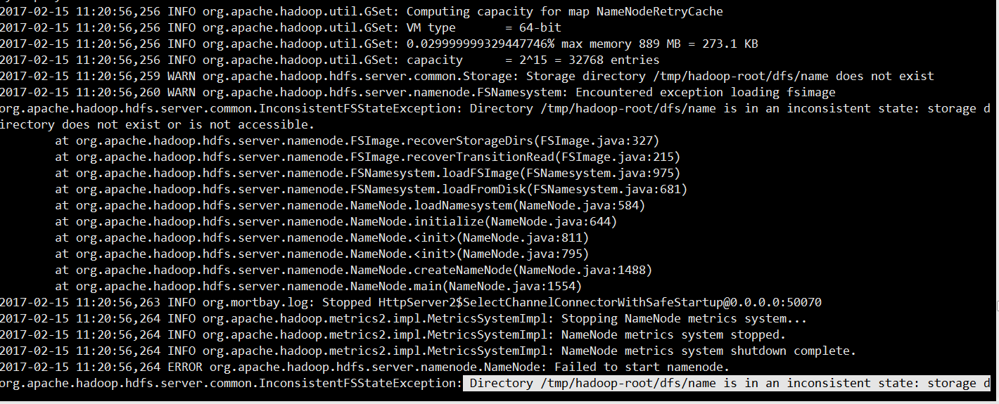 2017-02-15 11:20:56,256 INFO org.apache.hadoop.util.GSet: Computing capacity for map NameNodeRetryCache
2017-02-15 11:20:56,256 INFO org.apache.hadoop.util.GSet: VM type       = 64-bit
2017-02-15 11:20:56,256 INFO org.apache.hadoop.util.GSet: 0.029999999329447746% max memory 889 MB = 273.1 KB
2017-02-15 11:20:56,256 INFO org.apache.hadoop.util.GSet: capacity      = 2^15 = 32768 entries
2017-02-15 11:20:56,259 WARN org.apache.hadoop.hdfs.server.common.Storage: Storage directory /tmp/hadoop-root/dfs/name does not exist
2017-02-15 11:20:56,260 WARN org.apache.hadoop.hdfs.server.namenode.FSNamesystem: Encountered exception loading fsimage
org.apache.hadoop.hdfs.server.common.InconsistentFSStateException: Directory /tmp/hadoop-root/dfs/name is in an inconsistent state: storage d
irectory does not exist or is not accessible.
        at org.apache.hadoop.hdfs.server.namenode.FSImage.recoverStorageDirs(FSImage.java:327)
        at org.apache.hadoop.hdfs.server.namenode.FSImage.recoverTransitionRead(FSImage.java:215)
        at org.apache.hadoop.hdfs.server.namenode.FSNamesystem.loadFSImage(FSNamesystem.java:975)
        at org.apache.hadoop.hdfs.server.namenode.FSNamesystem.loadFromDisk(FSNamesystem.java:681)
        at org.apache.hadoop.hdfs.server.namenode.NameNode.loadNamesystem(NameNode.java:584)
        at org.apache.hadoop.hdfs.server.namenode.NameNode.initialize(NameNode.java:644)
        at org.apache.hadoop.hdfs.server.namenode.NameNode.<init>(NameNode.java:811)
        at org.apache.hadoop.hdfs.server.namenode.NameNode.<init>(NameNode.java:795)
        at org.apache.hadoop.hdfs.server.namenode.NameNode.createNameNode(NameNode.java:1488)
        at org.apache.hadoop.hdfs.server.namenode.NameNode.main(NameNode.java:1554)
2017-02-15 11:20:56,263 INFO org.mortbay.log: Stopped HttpServer2$SelectChannelConnectorWithSafeStartup@0.0.0.0:50070
2017-02-15 11:20:56,264 INFO org.apache.hadoop.metrics2.impl.MetricsSystemImpl: Stopping NameNode metrics system...
2017-02-15 11:20:56,264 INFO org.apache.hadoop.metrics2.impl.MetricsSystemImpl: NameNode metrics system stopped.
2017-02-15 11:20:56,264 INFO org.apache.hadoop.metrics2.impl.MetricsSystemImpl: NameNode metrics system shutdown complete.
2017-02-15 11:20:56,264 ERROR org.apache.hadoop.hdfs.server.namenode.NameNode: Failed to start namenode.
org.apache.hadoop.hdfs.server.common.InconsistentFSStateException: Directory /tmp/hadoop-root/dfs/name is in an inconsistent state: storage d